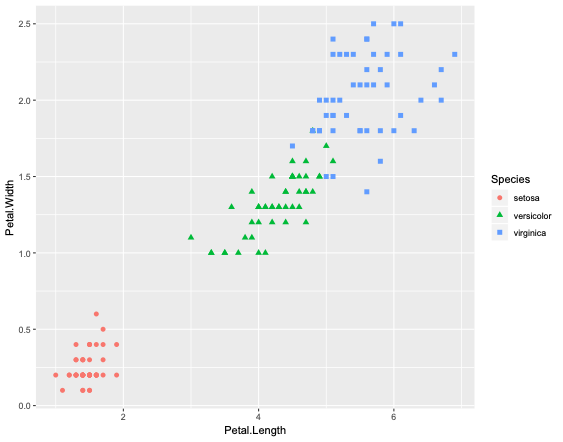 2.5
2.0
1.5
1.0
0.5
0.0
Petal.Width
2 4 6
Petal.Length
Species
setosa
versicolor
virginica